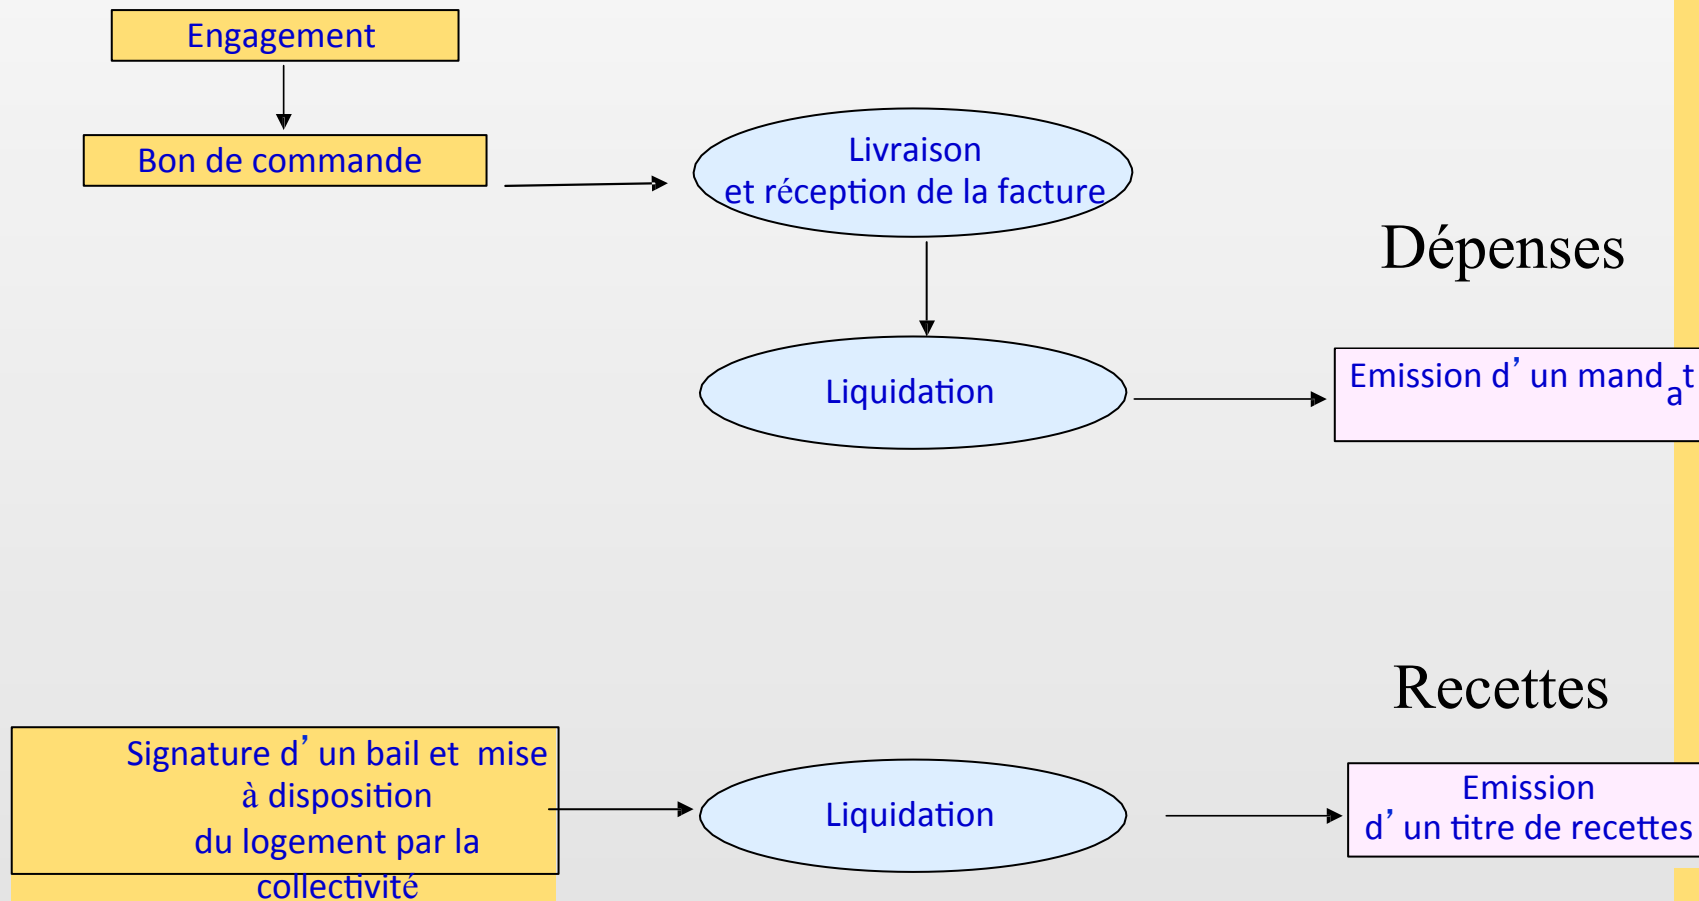 Engagement
Bon de commande
Livraison
et réception de la facture
Dépenses
Liquidation
Emission d’ un mandat
Recettes
Signature d’ un bail et  mise
à disposition
du logement par la
collectivité
Liquidation
Emission
d’ un titre de recettes